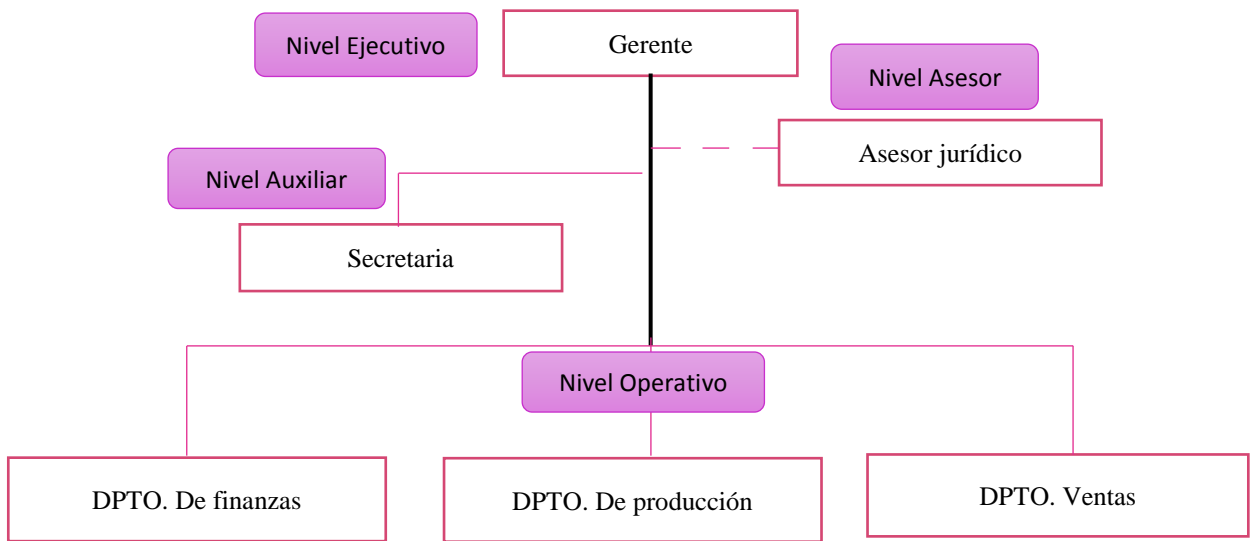 Nivel Ejecutivo
Gerente
Nivel Asesor
Asesor jurídico
Nivel Auxiliar
Secretaria
Nivel Operativo
DPTO. De finanzas
DPTO. De producción
DPTO. Ventas